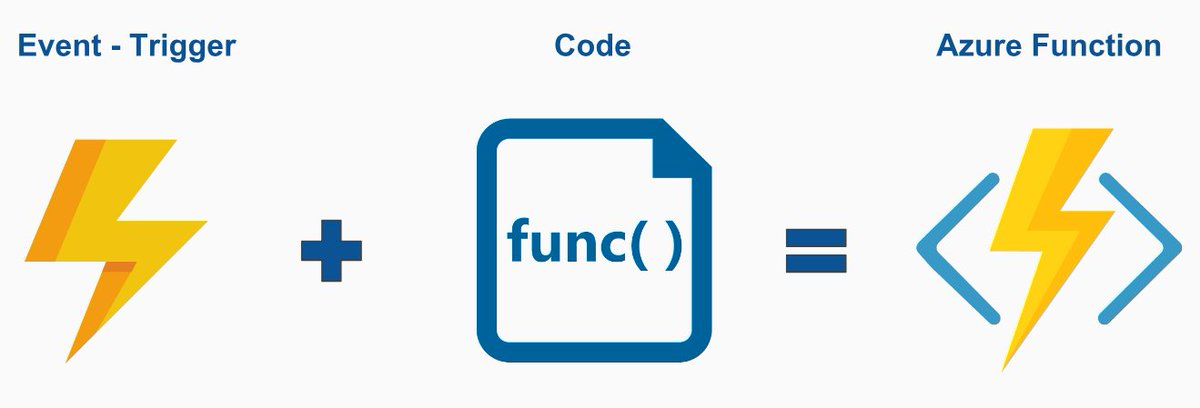 Event - Trigger
Code
Azure Function
func( )